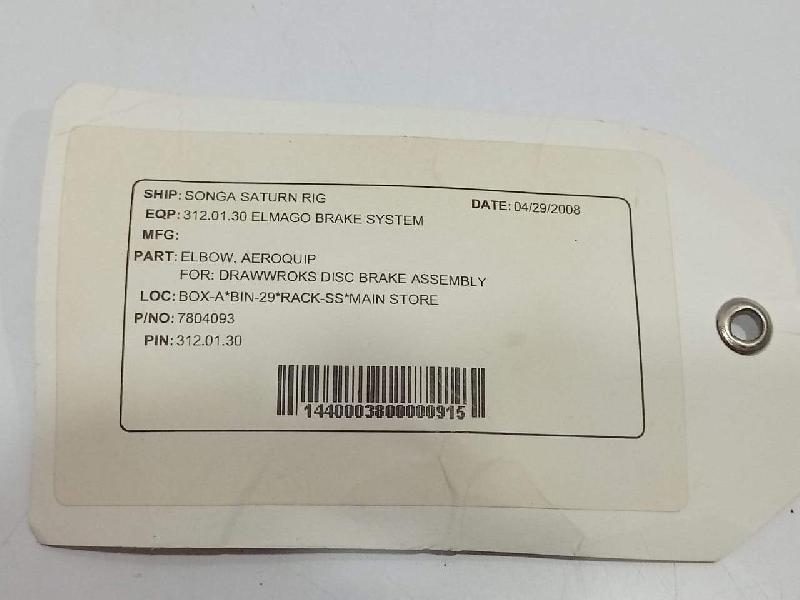 SHIP: SONGA SATURN RIG DATE: 04/29/2008
EQP: 312.01.30 ELMAGO BRAKE SYSTEM
MFG:
PART: ELBOW, AEROQUIP
FOR: DRAWWROKS DISC BRAKE ASSEMBLY
LOC: BOX-A*BIN-29*RACK-SS*MAIN STORE
P/NO: 7804093
PIN: 312.01.30
1440003800000915